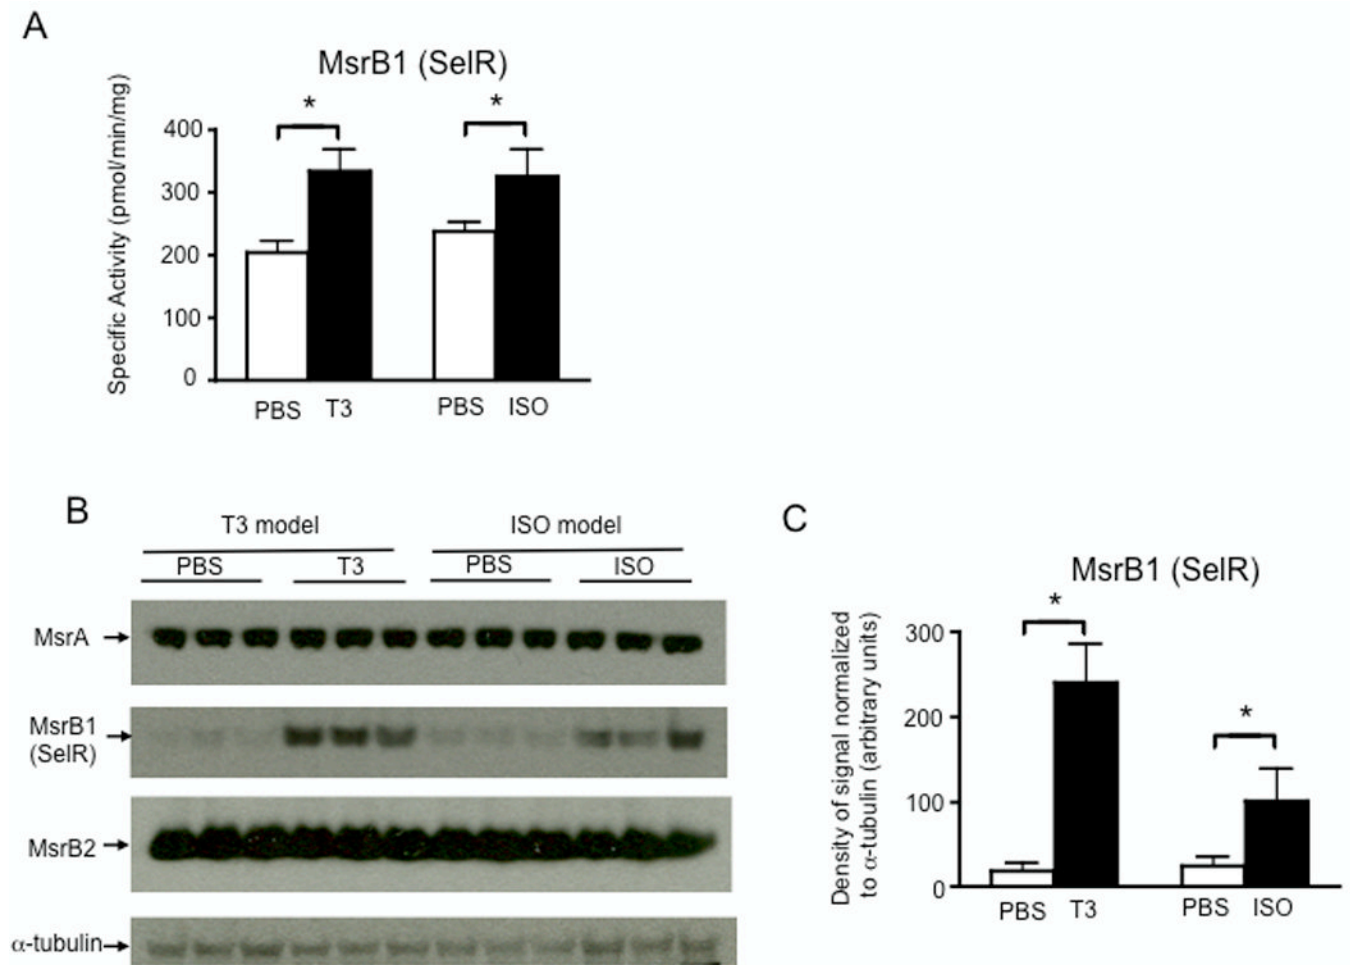 A
MsrB1 (SelR)
* *
Specific Activity (pmol/min/mg)
400
300
200
100
0
PBS T3 PBS ISO
B
T3 model ISO model
PBS T3 PBS ISO
MsrA
MsrB1
(SelR)
MsrB2
α-tubulin
C
MsrB1 (SelR)
*
*
Density of signal normalized
to α-tubulin (arbitrary units)
300
200
100
0
PBS T3 PBS ISO